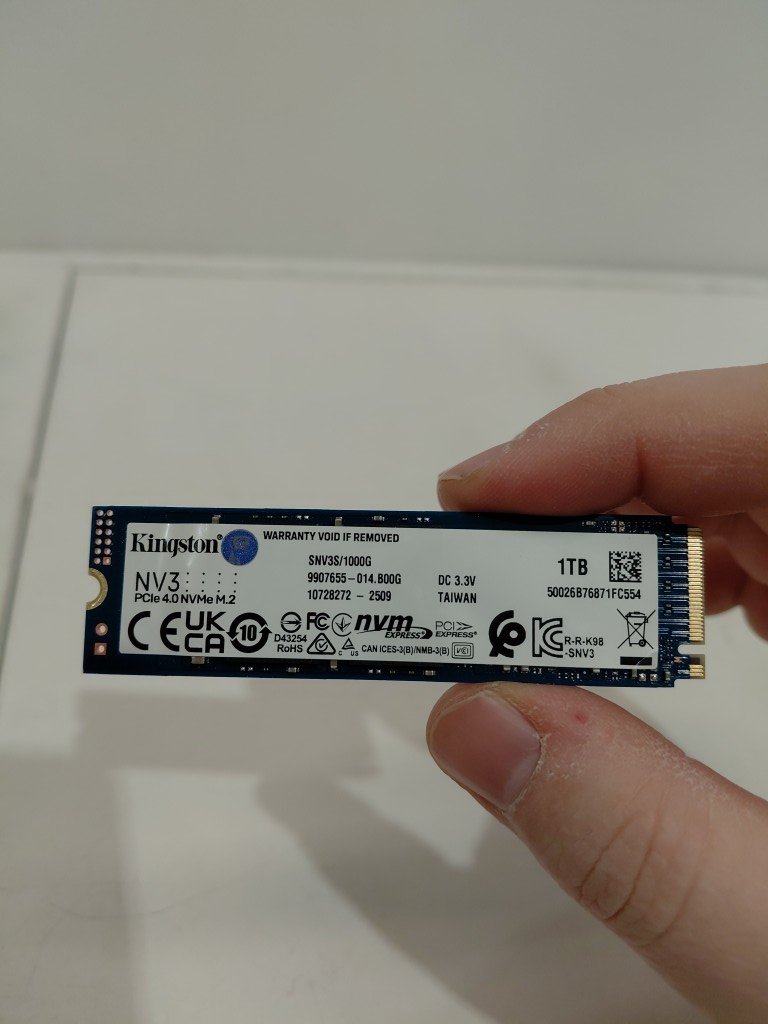 Kingston
WARRANTY VOID IF REMOVED
SNV3S/1000G
NV3
9907655-014.B00G
DC 3.3V
1TB
PCIe 4.0 NVMe M.2
10728272 - 2509
TAIWAN
50026B76871FC554
CE UK CA 10
D43254
RoHS
FC
nvm EXPRESS
PCI EXPRESS
C US
CAN ICES-3(B)/NMB-3(B)
VCI
R-R-K98
-SNV3